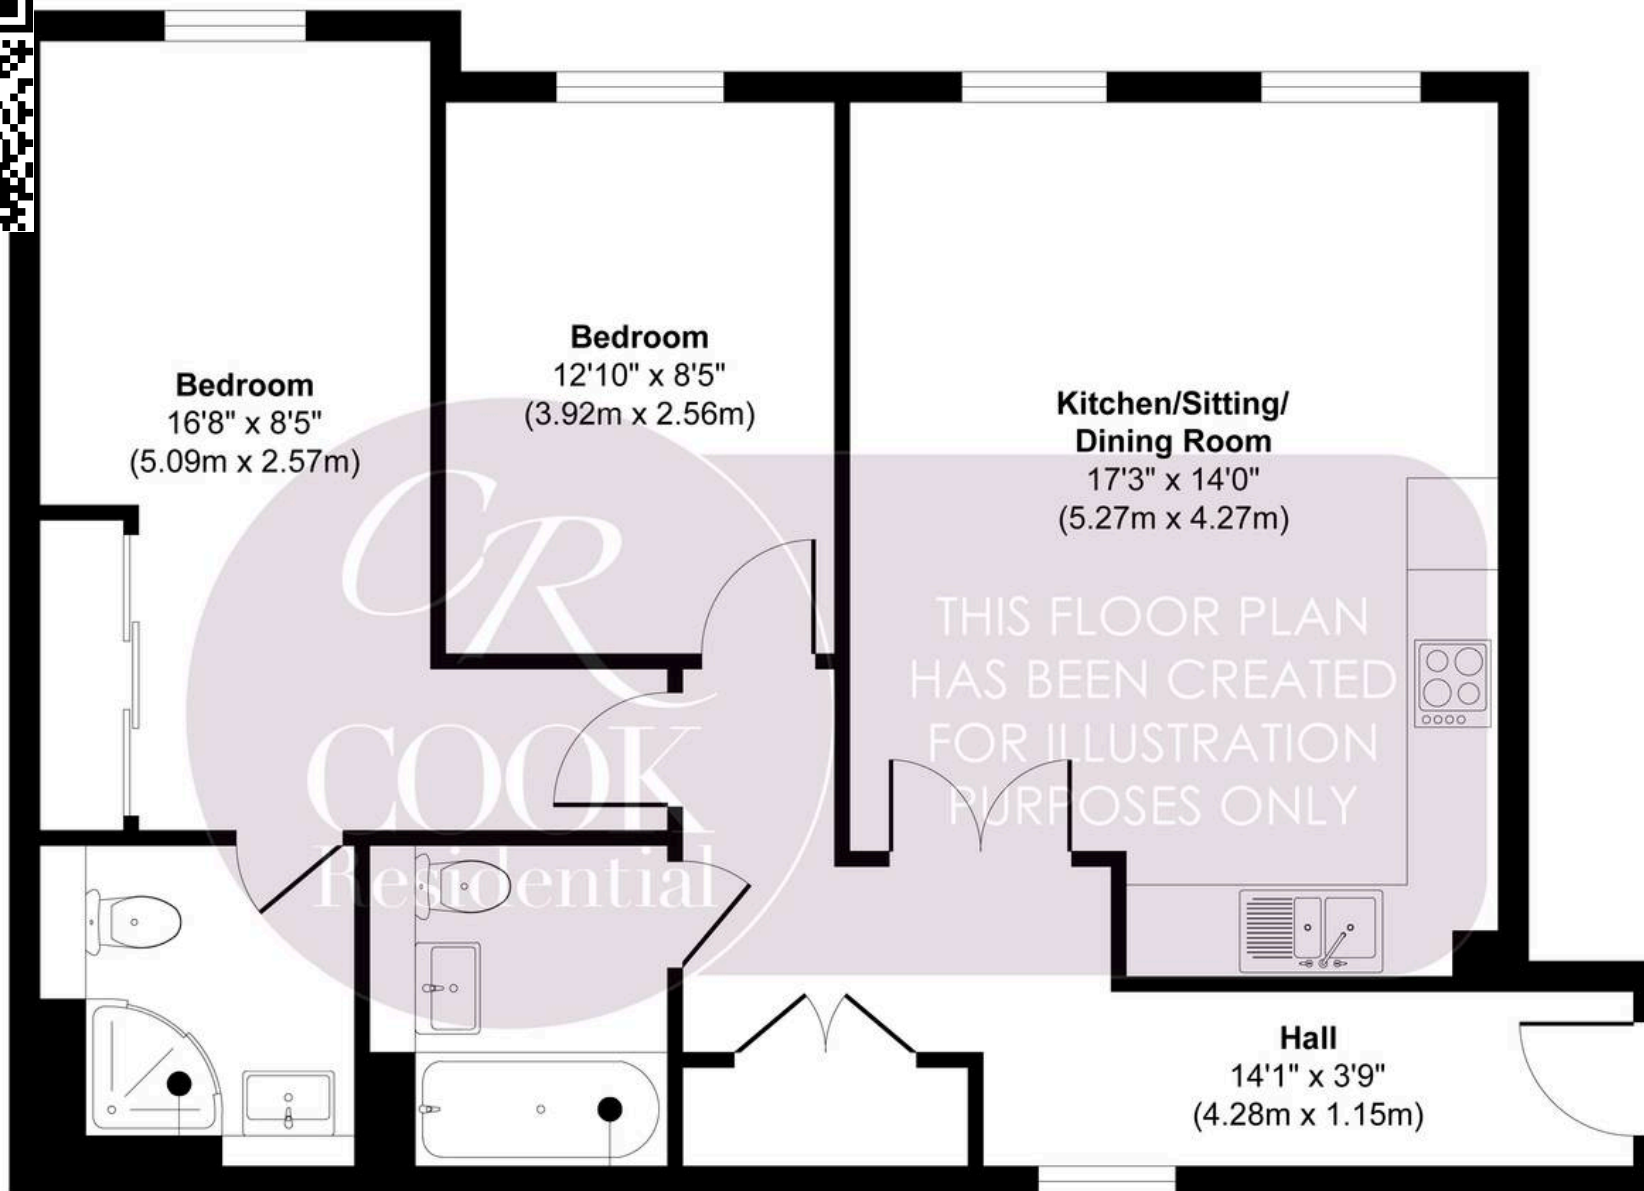 Bedroom
16'8" x 8'5"
(5.09m x 2.57m)
Bedroom
12'10" x 8'5"
(3.92m x 2.56m)
Kitchen/Sitting/
Dining Room
17'3" x 14'0"
(5.27m x 4.27m)
CR
COOK
Residential
THIS FLOOR PLAN
HAS BEEN CREATED
FOR ILLUSTRATION
PURPOSES ONLY
Hall
14'1" x 3'9"
(4.28m x 1.15m)